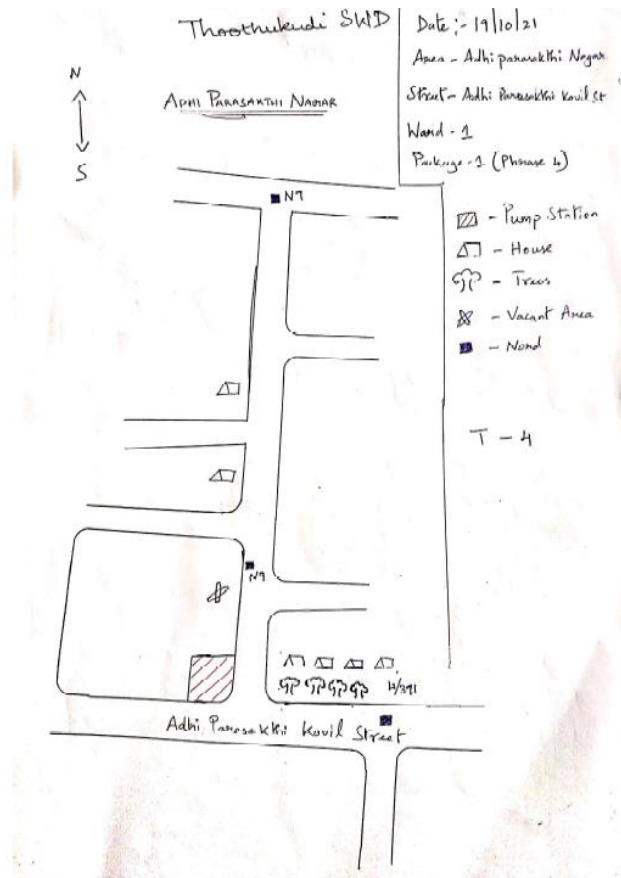 Thoothukudi SWD
Date :- 19/10/21
Area - Adhi parasakthi Nagar
Street - Adhi Parasakthi Kovil St
Ward - 1
Package - 1 (Phrase 4)
N
S
ADHI PARASAKTHI NAGAR
N7
- Pump Station
- House
- Trees
- Vacant Area
- Nond
T - 4
N9
4/391
Adhi Parasakthi Kovil Street